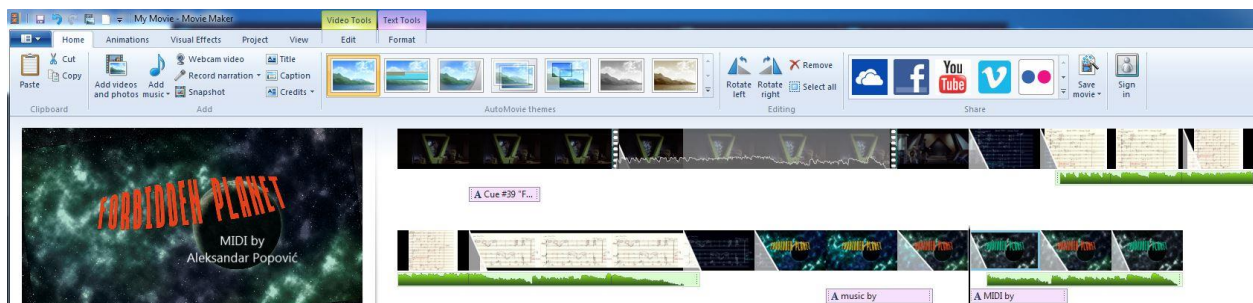 My Movie - Movie Maker
Video Tools
Text Tools
Home
Animations
Visual Effects
Project
View
Edit
Format
Paste
Cut
Copy
Clipboard
Add videos and photos
Add music
Webcam video
Record narration
Snapshot
Title
Caption
Credits
Add
AutoMovie themes
Rotate left
Rotate right
Remove
Select all
Editing
f
You Tube
V
Share
Save movie
Sign in
FORBIDDEN PLANET
MIDI by
Aleksandar Popović
A Cue #39 "F...
A music by
A MIDI by